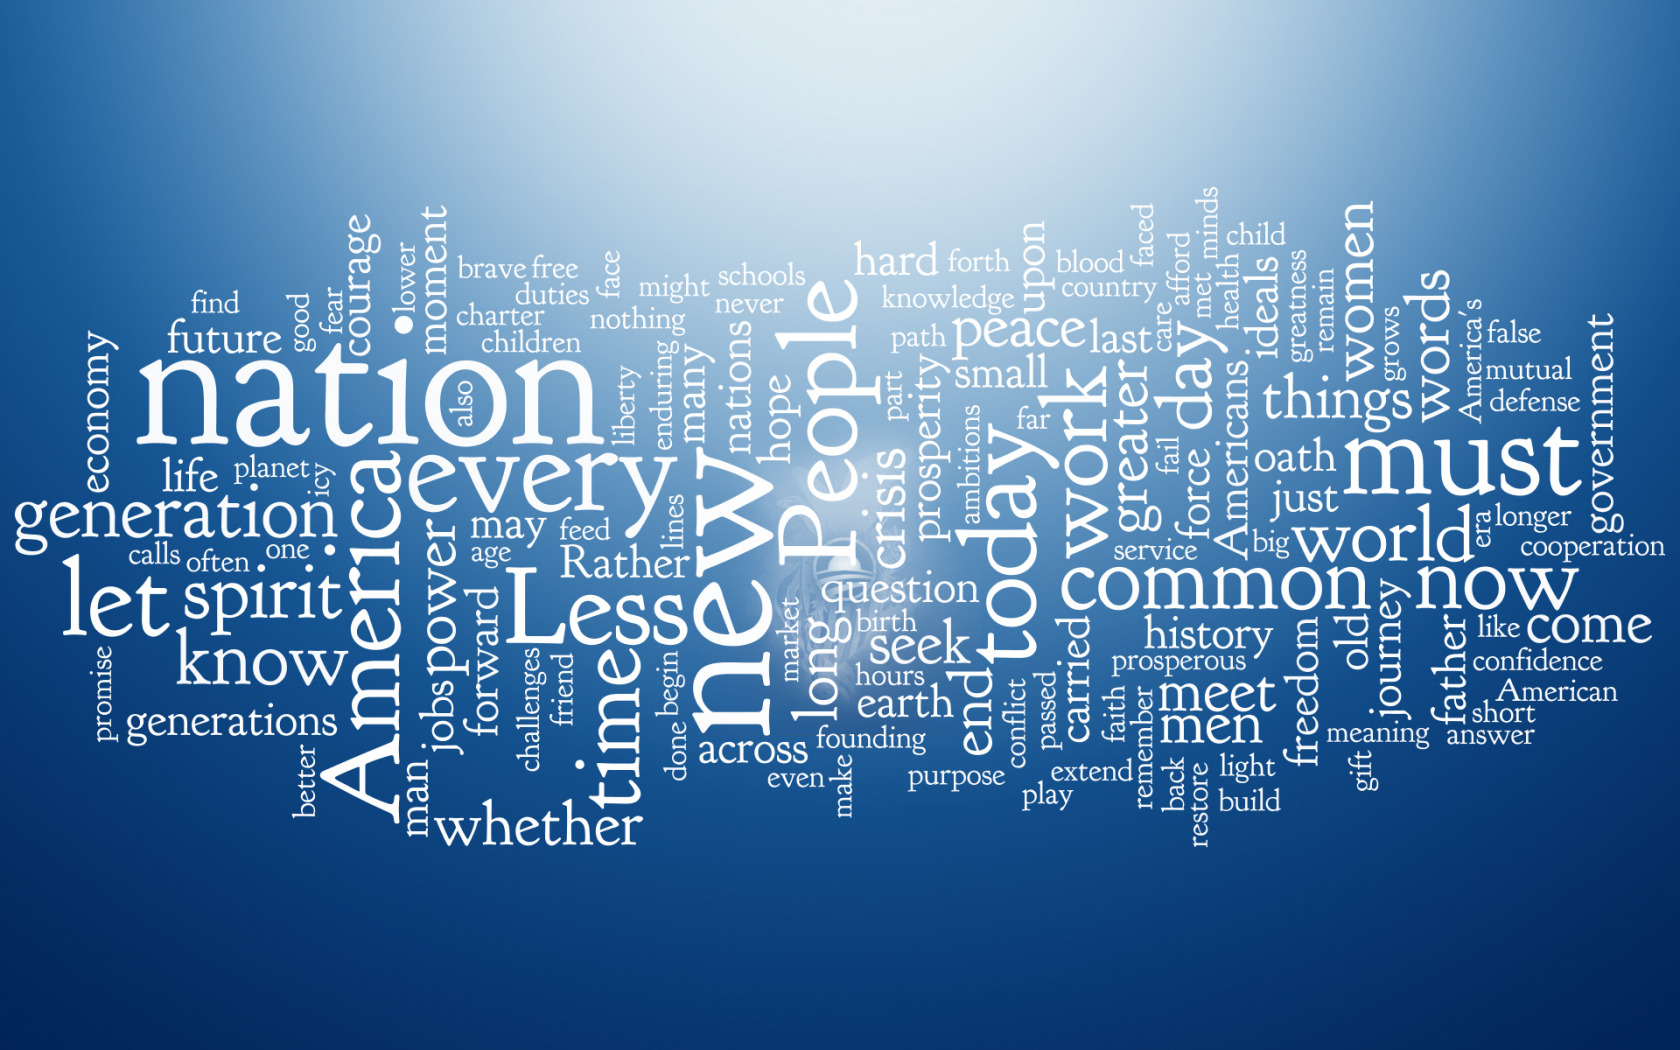 find
future
good
fear
courage
lower
moment
brave
free
duties
face
charter
nothing
children
might
schools
never
economy
nation
also
liberty
enduring
many
nations
hope
People
hard
forth
knowledge
upon
blood
country
faced
afford
met
minds
child
health
ideals
greatness
remain
women
grows
words
America's
false
mutual
defense
government
path
peace
last
care
day
small
part
prosperity
ambitions
far
work
greater
fail
force
Americans
things
oath
just
must
life
planet
icy
generation
America
every
may
feed
age
lines
Rather
new
crisis
today
service
big
world
era
longer
cooperation
calls
often
one
let
spirit
power
forward
Less
question
birth
common
now
know
market
long
seek
hours
earth
end
history
prosperous
old
journey
father
like
come
confidence
American
short
answer
promise
generations
jobs
challenges
friend
time
begin
done
across
founding
conflict
passed
carried
faith
remember
meet
men
freedom
meaning
gift
better
man
whether
even
make
purpose
extend
play
back
restore
light
build